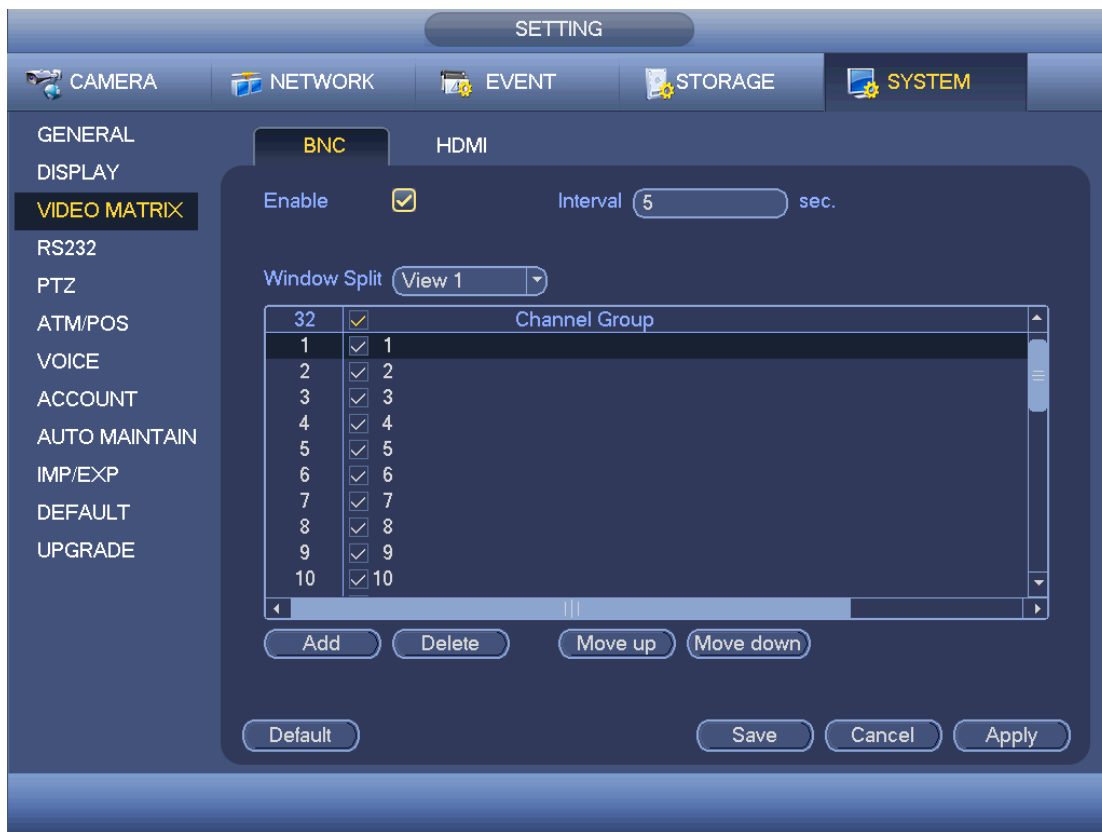 SETTING
CAMERA NETWORK EVENT STORAGE SYSTEM
GENERAL
DISPLAY
VIDEO MATRIX
RS232
PTZ
ATM/POS
VOICE
ACCOUNT
AUTO MAINTAIN
IMP/EXP
DEFAULT
UPGRADE
BNC HDMI
Enable Interval 5 sec.
Window Split View 1
32 Channel Group
1 1
2 2
3 3
4 4
5 5
6 6
7 7
8 8
9 9
10 10
Add Delete Move up Move down
Default Save Cancel Apply